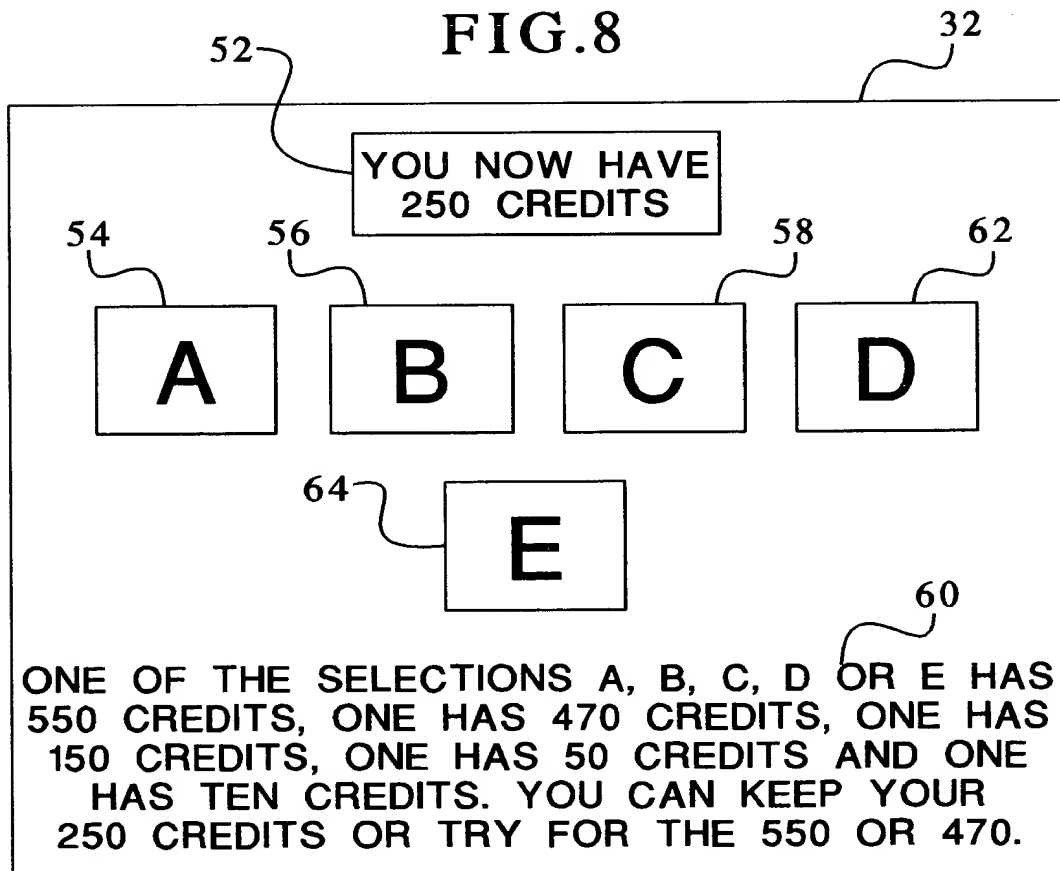 FIG.8
52
32
YOU NOW HAVE
250 CREDITS
54
56
58
62
A
B
C
D
64
E
60
ONE OF THE SELECTIONS A, B, C, D OR E HAS
550 CREDITS, ONE HAS 470 CREDITS, ONE HAS
150 CREDITS, ONE HAS 50 CREDITS AND ONE
HAS TEN CREDITS. YOU CAN KEEP YOUR
250 CREDITS OR TRY FOR THE 550 OR 470.